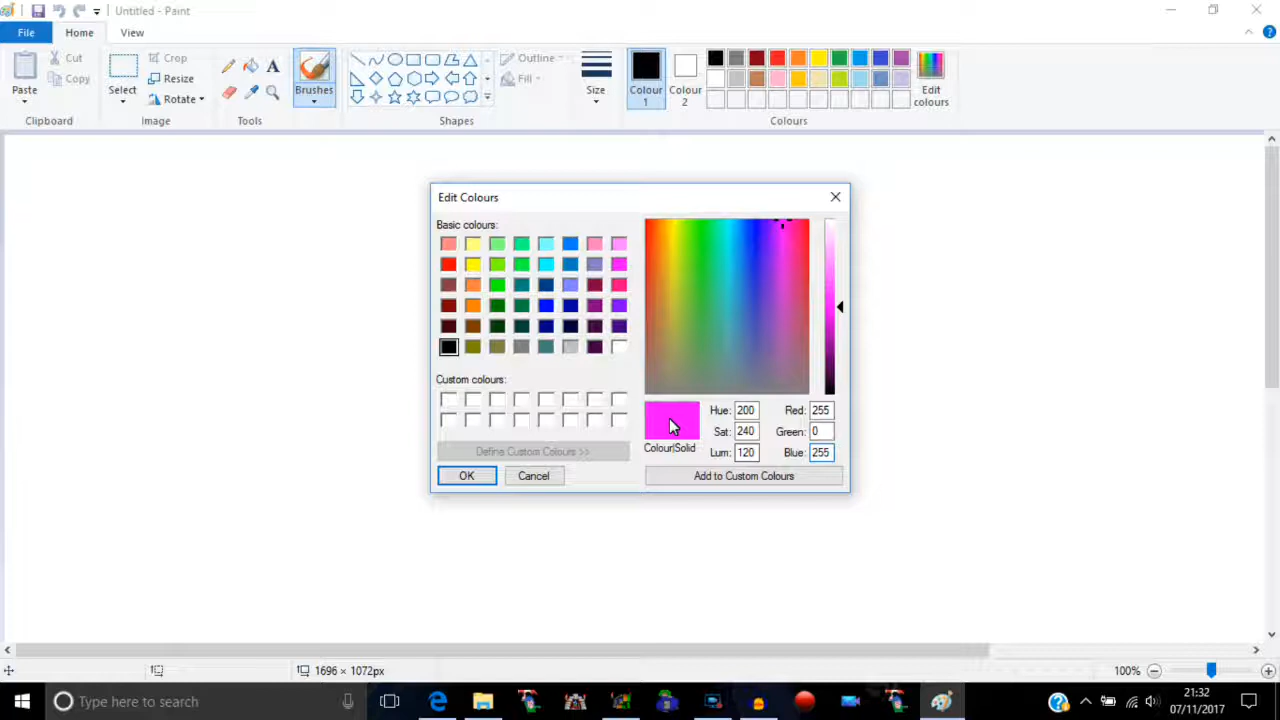 Untitled - Paint
File
Home
View
Paste
Cut
Copy
Clipboard
Select
Crop
Resize
Rotate
Image
A
Tools
Brushes
Outline
Fill
Shapes
Size
Colour 1
Colour 2
Edit colours
Colours
Edit Colours
Basic colours:
Custom colours:
Define Custom Colours >>
OK
Cancel
Colour|Solid
Hue: 200
Sat: 240
Lum: 120
Red: 255
Green: 0
Blue: 255
Add to Custom Colours
1696 × 1072px
100%
Type here to search
21:32
07/11/2017